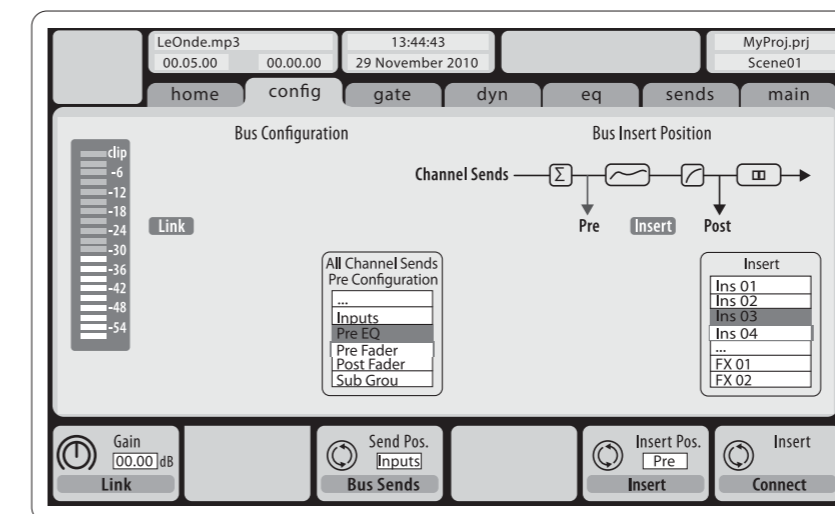 LeOnde.mp3
00.05.00 00.00.00
13:44:43
29 November 2010
MyProj.prj
Scene01
home config gate dyn eq sends main
Bus Configuration
Bus Insert Position
clip
-6
-12
-18
-24
-30
-36
-42
-48
-54
Link
Channel Sends Σ
Pre Insert Post
All Channel Sends
Pre Configuration
...
Inputs
Pre EQ
Pre Fader
Post Fader
Sub Grou
Insert
Ins 01
Ins 02
Ins 03
Ins 04
...
FX 01
FX 02
Gain
00.00 dB
Link
Send Pos.
Inputs
Bus Sends
Insert Pos.
Pre
Insert
Insert
Connect